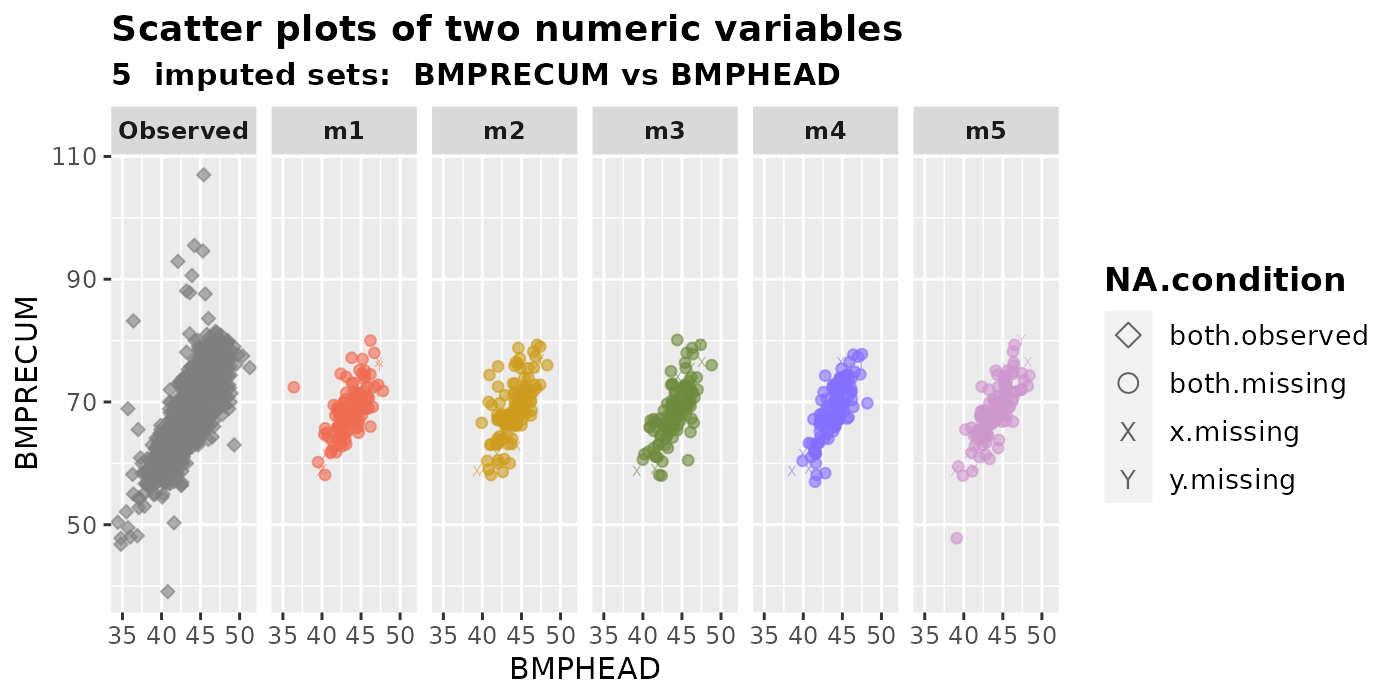 Scatter plots of two numeric variables
5  imputed sets:  BMPRECUM vs BMPHEAD
Observed m1 m2 m3 m4 m5
110
90
70
50
BMPRECUM
35 40 45 50 35 40 45 50 35 40 45 50 35 40 45 50 35 40 45 50 35 40 45 50
BMPHEAD
NA.condition
both.observed
both.missing
X x.missing
Y y.missing